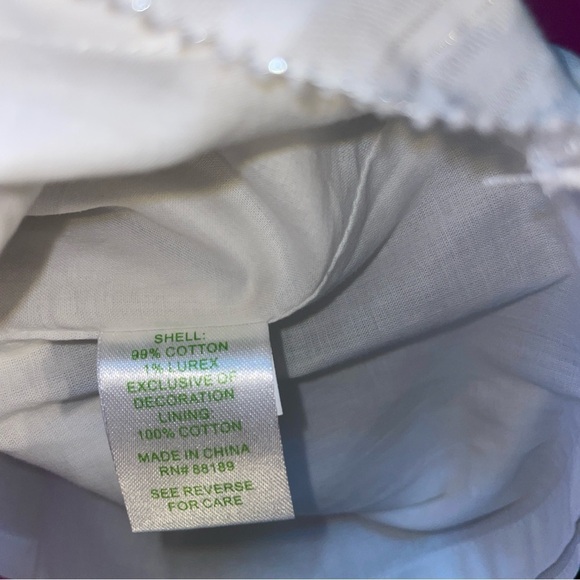 SHELL:
99% COTTON
1% LUREX
EXCLUSIVE OF
DECORATION
LINING:
100% COTTON
MADE IN CHINA
RN# 88189
SEE REVERSE
FOR CARE